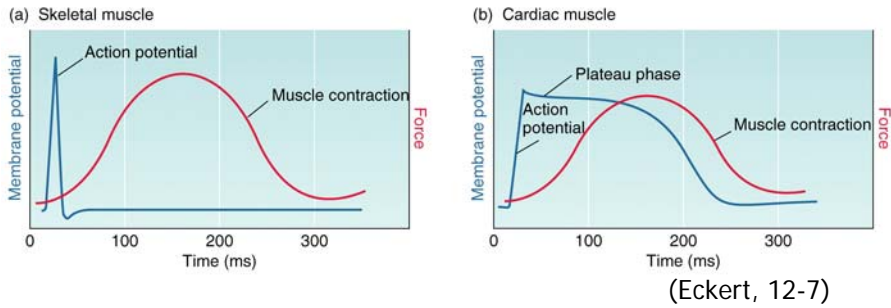 (a) Skeletal muscle
Membrane potential
Action potential
Muscle contraction
Force
0 100 200 300
Time (ms)
(b) Cardiac muscle
Membrane potential
Plateau phase
Action
potential
Muscle contraction
Force
0 100 200 300
Time (ms)
(Eckert, 12-7)